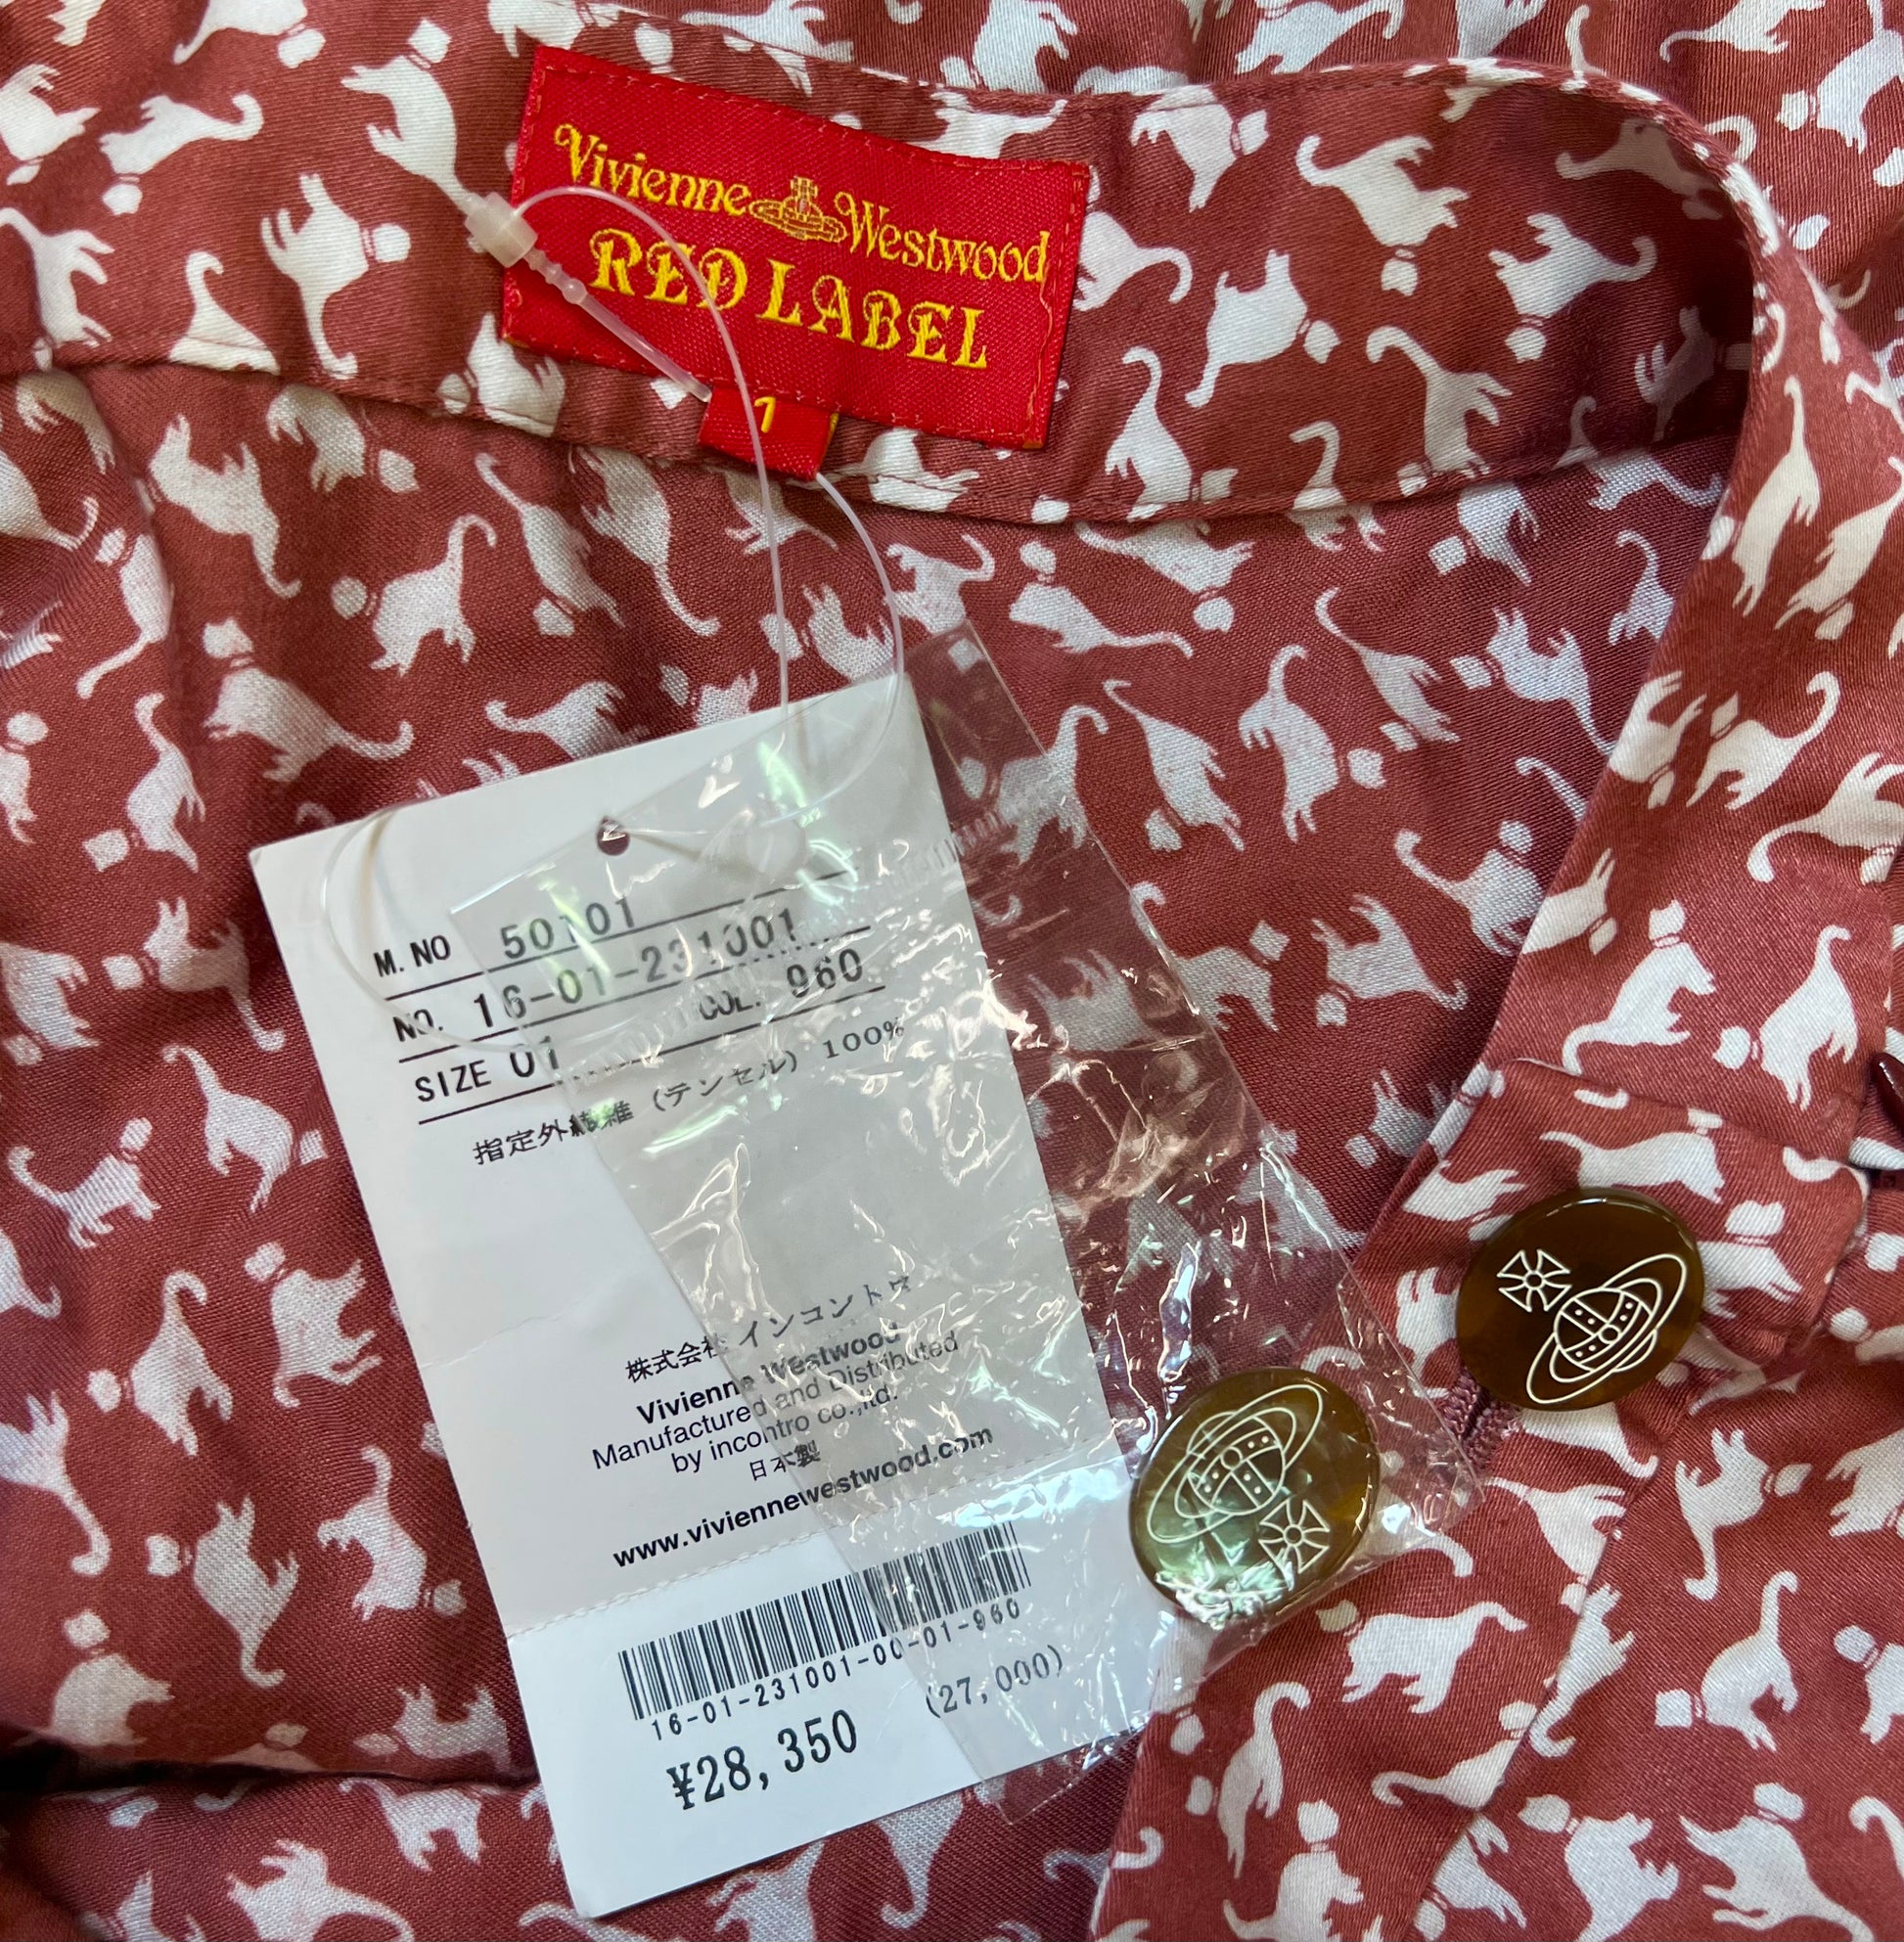 Vivienne Westwood
RED LABEL
1
M. NO 50101
NO. 16-01-231001
SIZE 01 COL. 960
指定外繊維 (テンセル) 100%
株式会社 インコントロ
Vivienne Westwood
Manufactured and Distributed
by incontro co.,ltd.
日本製
www.viviennewestwood.com
16-01-231001-00-01-960
(27,000)
¥28,350